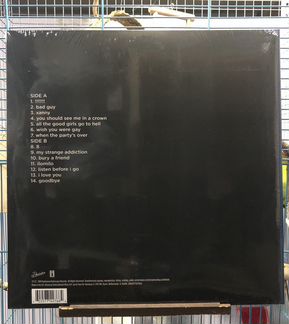 SIDE A
1. !!!!!!!
2. bad guy
3. xanny
4. you should see me in a crown
5. all the good girls go to hell
6. wish you were gay
7. when the party's over
SIDE B
8. 8
9. my strange addiction
10. bury a friend
11. ilomilo
12. listen before i go
13. i love you
14. goodbye